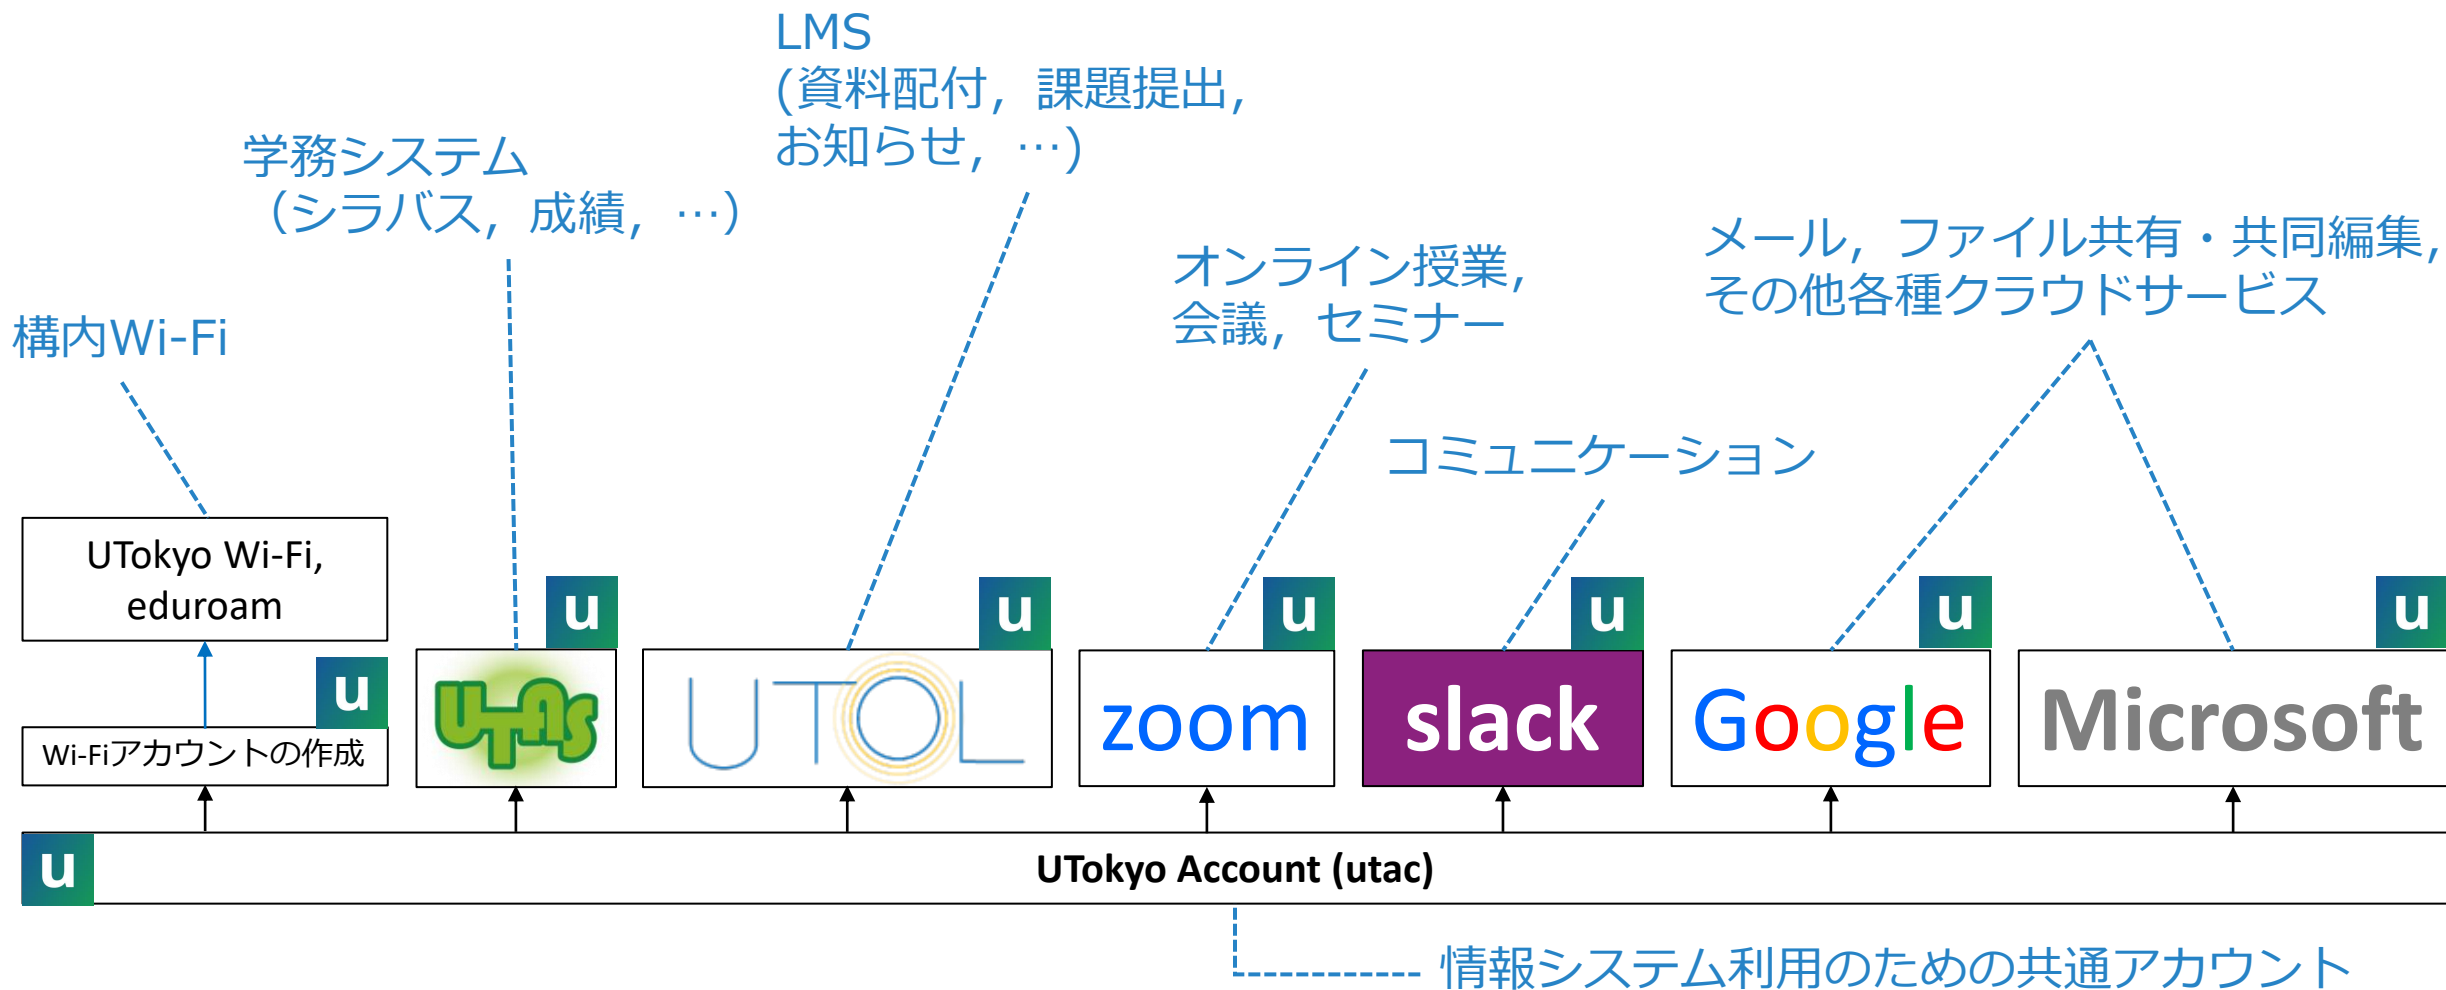 LMS
(資料配付，課題提出，
お知らせ，…)
学務システム
（シラバス，成績，…）
メール，ファイル共有・共同編集，
その他各種クラウドサービス
オンライン授業，
会議，セミナー
構内Wi-Fi
コミュニケーション
UTokyo Wi-Fi,
eduroam
u
u
u
u
u
u
u
Wi-Fiアカウントの作成
UTAS
UTOL
zoom
slack
Google
Microsoft
u
UTokyo Account (utac)
情報システム利用のための共通アカウント